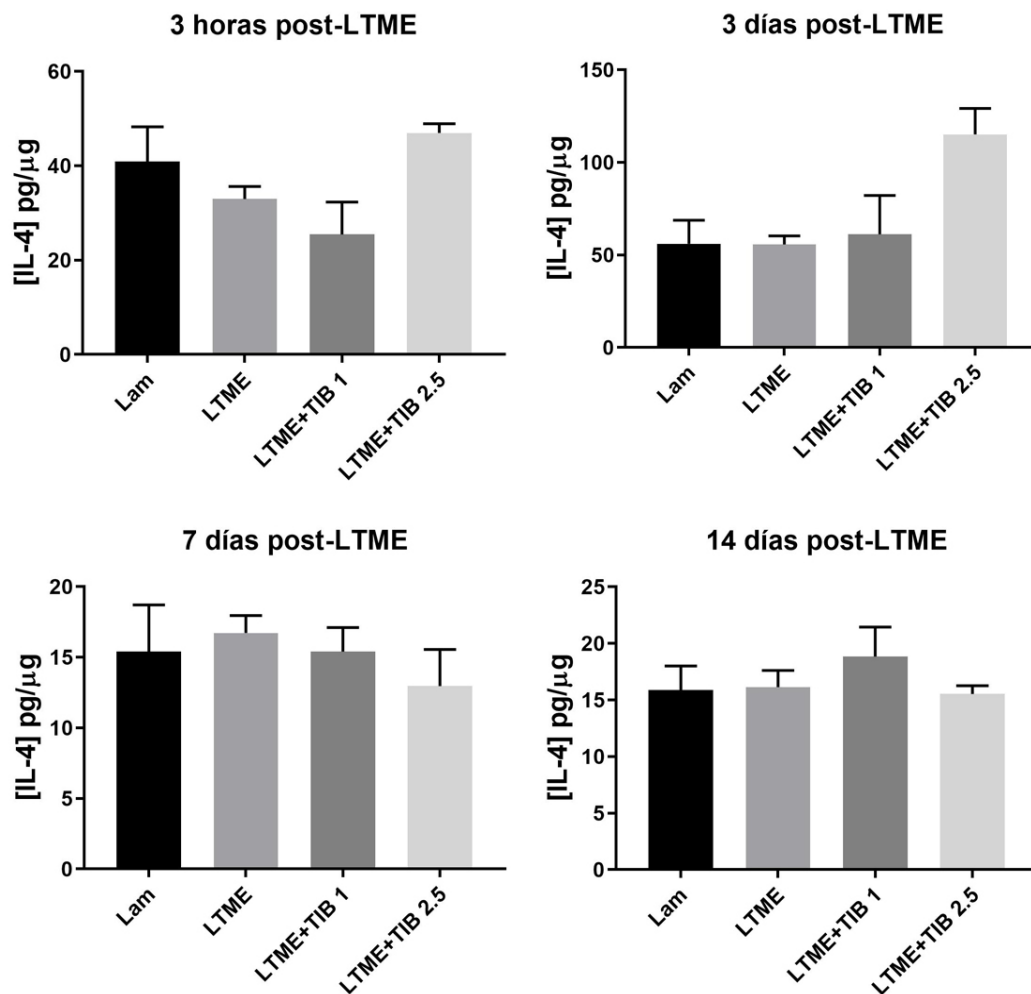 3 horas post-LTME
[IL-4] pg/μg
60
40
20
0
Lam
LTME
LTME+TIB 1
LTME+TIB 2.5
3 días post-LTME
[IL-4] pg/μg
150
100
50
0
Lam
LTME
LTME+TIB 1
LTME+TIB 2.5
7 días post-LTME
[IL-4] pg/μg
20
15
10
5
0
Lam
LTME
LTME+TIB 1
LTME+TIB 2.5
14 días post-LTME
[IL-4] pg/μg
25
20
15
10
5
0
Lam
LTME
LTME+TIB 1
LTME+TIB 2.5